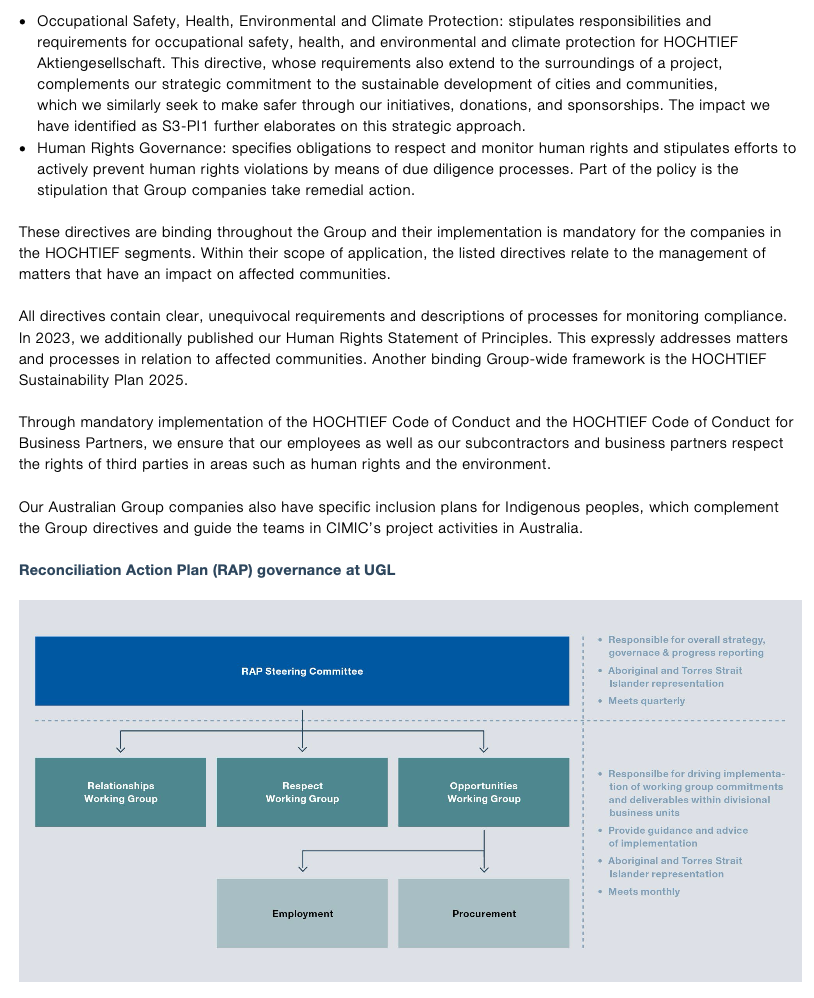 • Occupational Safety, Health, Environmental and Climate Protection: stipulates responsibilities and
requirements for occupational safety, health, and environmental and climate protection for HOCHTIEF
Aktiengesellschaft. This directive, whose requirements also extend to the surroundings of a project,
complements our strategic commitment to the sustainable development of cities and communities,
which we similarly seek to make safer through our initiatives, donations, and sponsorships. The impact we
have identified as S3-PI1 further elaborates on this strategic approach.
• Human Rights Governance: specifies obligations to respect and monitor human rights and stipulates efforts to
actively prevent human rights violations by means of due diligence processes. Part of the policy is the
stipulation that Group companies take remedial action.
These directives are binding throughout the Group and their implementation is mandatory for the companies in
the HOCHTIEF segments. Within their scope of application, the listed directives relate to the management of
matters that have an impact on affected communities.
All directives contain clear, unequivocal requirements and descriptions of processes for monitoring compliance.
In 2023, we additionally published our Human Rights Statement of Principles. This expressly addresses matters
and processes in relation to affected communities. Another binding Group-wide framework is the HOCHTIEF
Sustainability Plan 2025.
Through mandatory implementation of the HOCHTIEF Code of Conduct and the HOCHTIEF Code of Conduct for
Business Partners, we ensure that our employees as well as our subcontractors and business partners respect
the rights of third parties in areas such as human rights and the environment.
Our Australian Group companies also have specific inclusion plans for Indigenous peoples, which complement
the Group directives and guide the teams in CIMIC's project activities in Australia.
Reconciliation Action Plan (RAP) governance at UGL
RAP Steering Committee
• Responsible for overall strategy,
governace & progress reporting
• Aboriginal and Torres Strait
Islander representation
• Meets quarterly
Relationships
Working Group
Respect
Working Group
Opportunities
Working Group
• Responsilbe for driving implementa-
tion of working group commitments
and deliverables within divisional
business units
• Provide guidance and advice
of implementation
• Aboriginal and Torres Strait
Islander representation
• Meets monthly
Employment
Procurement